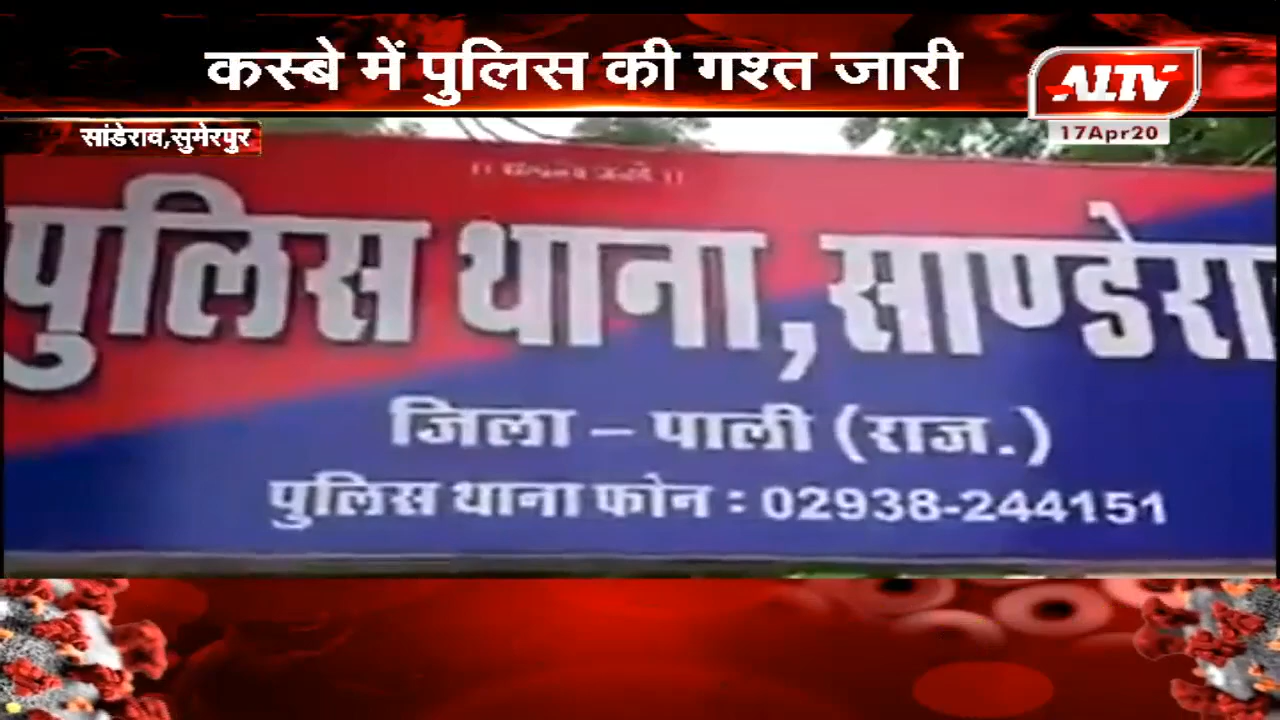 कस्बे में पुलिस की गश्त जारी
ALTV
17Apr20
सांडेराव,सुमेरपुर
पुलिस थाना, साण्डेरा
जिला – पाली (राज.)
पुलिस थाना फोन : 02938-244151